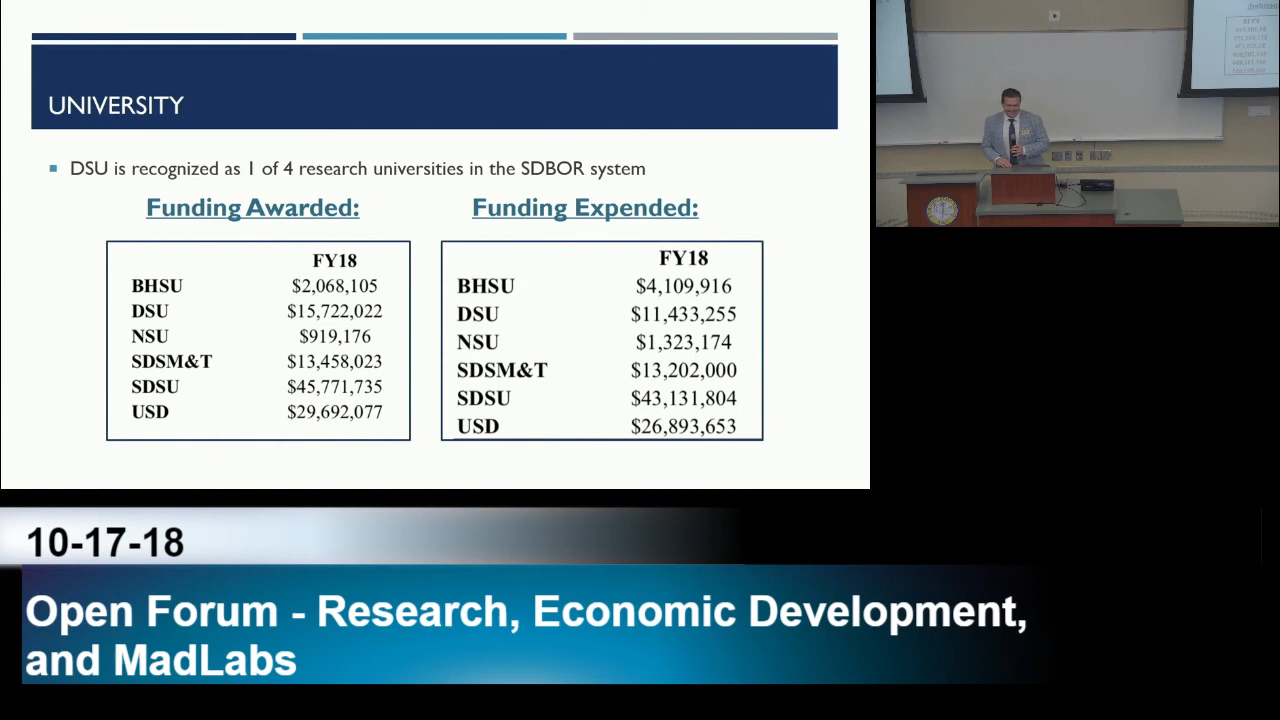 UNIVERSITY
DSU is recognized as 1 of 4 research universities in the SDBOR system
Funding Awarded:
FY18
BHSU $2,068,105
DSU $15,722,022
NSU $919,176
SDSM&T $13,458,023
SDSU $45,771,735
USD $29,692,077
Funding Expended:
FY18
BHSU $4,109,916
DSU $11,433,255
NSU $1,323,174
SDSM&T $13,202,000
SDSU $43,131,804
USD $26,893,653
10-17-18
Open Forum - Research, Economic Development,
and MadLabs